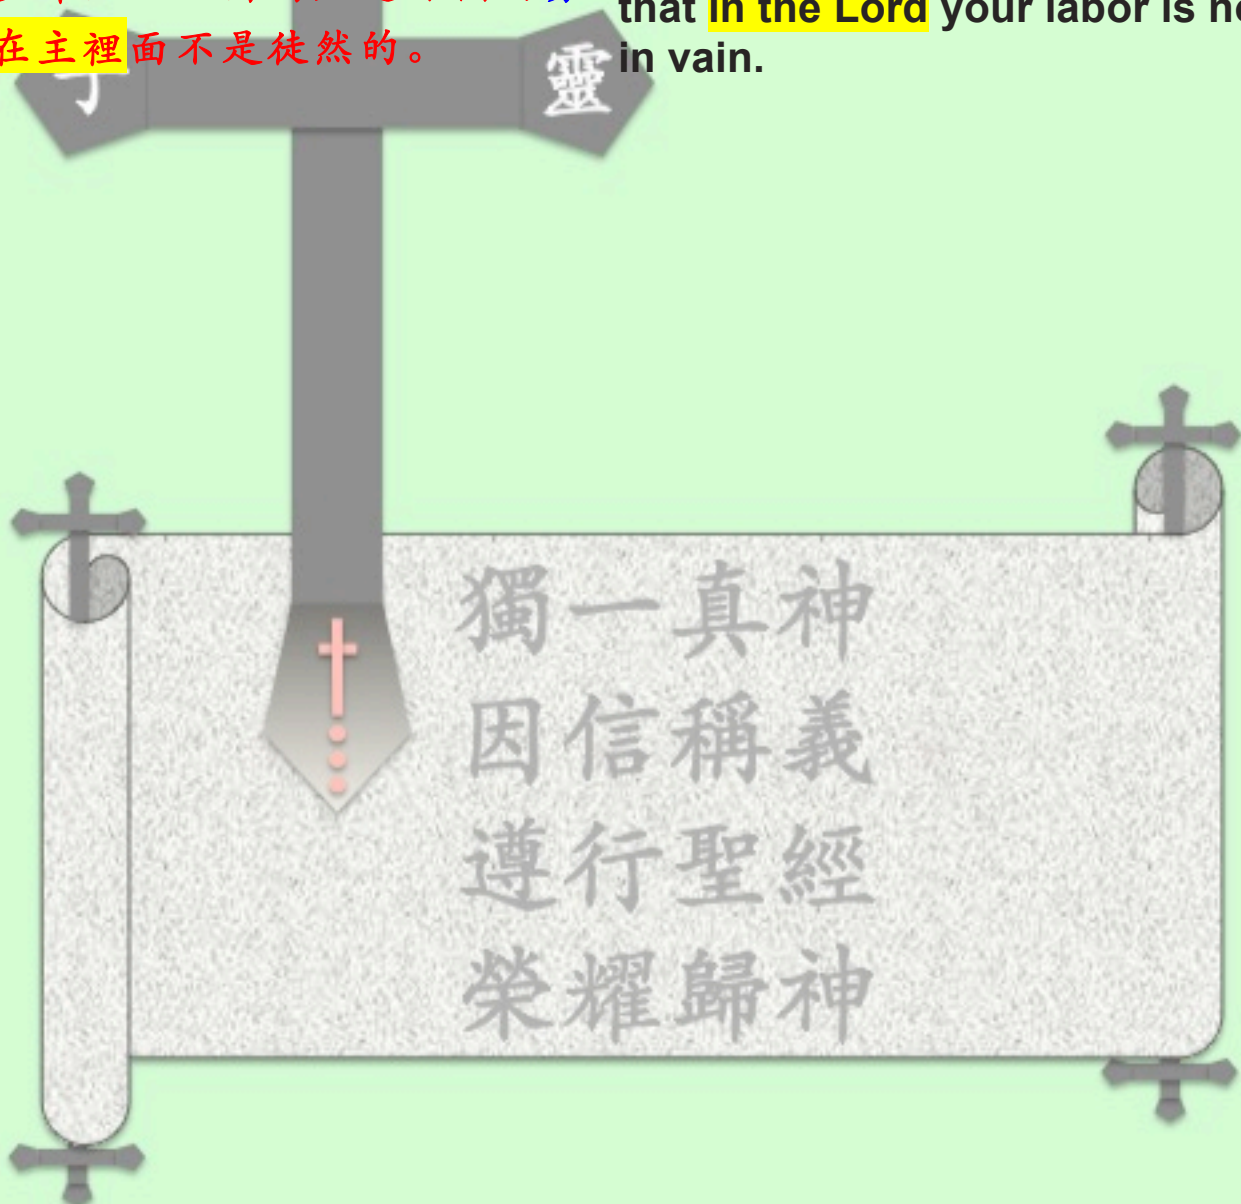 that in the Lord your labor is
在主裡面不是徒然的。
in vain.
靈
獨一真神
因信稱義
遵行聖經
榮耀歸神